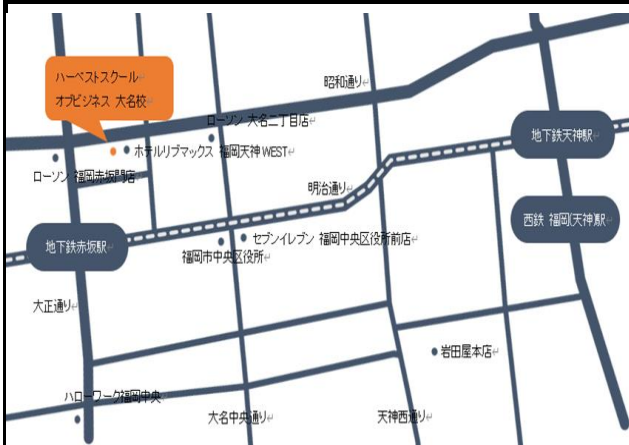 ハーベストスクール
オブビジネス 大名校
昭和通り
ローソン 大名二丁目店
地下鉄天神駅
ホテルリブマックス 福岡天神WEST
ローソン 福岡赤坂門店
明治通り
西鉄 福岡(天神)駅
地下鉄赤坂駅
セブンイレブン 福岡中央区役所前店
福岡市中央区役所
大正通り
岩田屋本店
ハローワーク福岡中央
大名中央通り
天神西通り